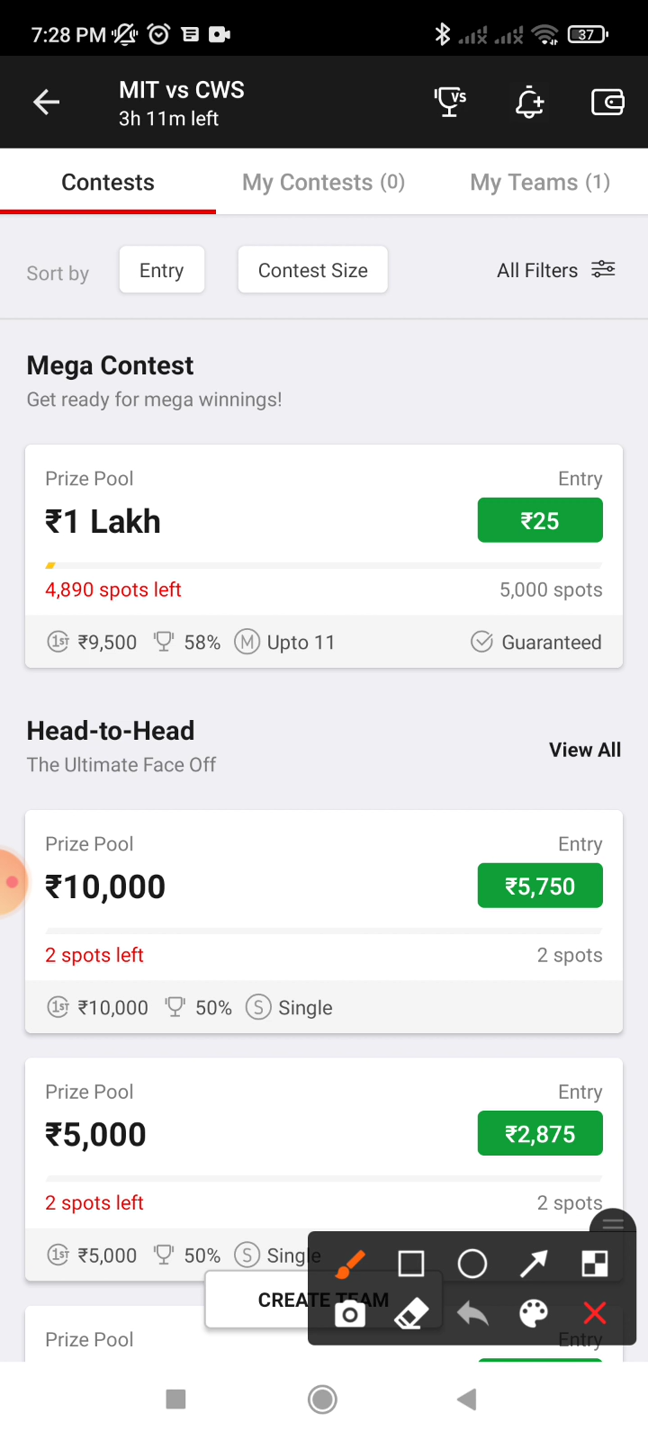 7:28 PM
37
MIT vs CWS
3h 11m left
VS
Contests
My Contests (0)
My Teams (1)
Sort by
Entry
Contest Size
All Filters
Mega Contest
Get ready for mega winnings!
Prize Pool
Entry
₹1 Lakh
₹25
4,890 spots left
5,000 spots
1ST ₹9,500
58%
M Upto 11
Guaranteed
Head-to-Head
The Ultimate Face Off
View All
Prize Pool
Entry
₹10,000
₹5,750
2 spots left
2 spots
1ST ₹10,000
50%
S Single
Prize Pool
Entry
₹5,000
₹2,875
2 spots left
2 spots
1ST ₹5,000
50%
S Single
CREATE TEAM
Prize Pool
Entry